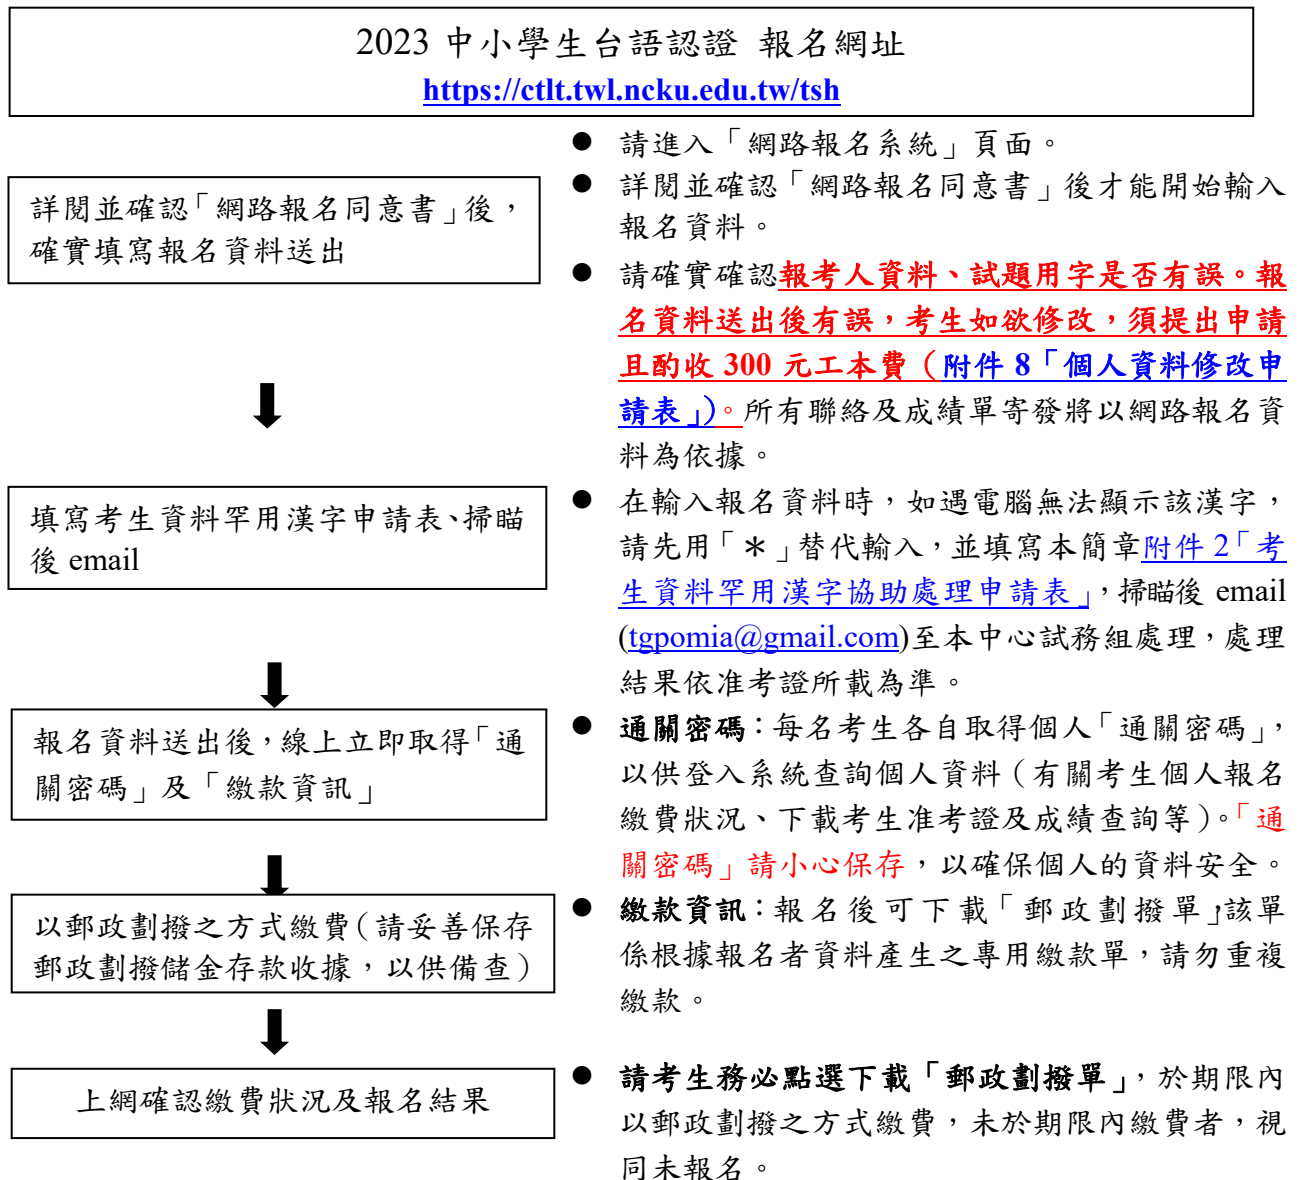 2023 中小學生台語認證 報名網址
https://ctlt.twl.ncku.edu.tw/tsh
詳閱並確認「網路報名同意書」後，
確實填寫報名資料送出
填寫考生資料罕用漢字申請表、掃瞄
後 email
報名資料送出後，線上立即取得「通
關密碼」及「繳款資訊」
以郵政劃撥之方式繳費（請妥善保存
郵政劃撥儲金存款收據，以供備查）
上網確認繳費狀況及報名結果
● 請進入「網路報名系統」頁面。
● 詳閱並確認「網路報名同意書」後才能開始輸入
報名資料。
● 請確實確認報考人資料、試題用字是否有誤。報
名資料送出後有誤，考生如欲修改，須提出申請
且酌收 300 元工本費（附件 8「個人資料修改申
請表」）。所有聯絡及成績單寄發將以網路報名資
料為依據。
● 在輸入報名資料時，如遇電腦無法顯示該漢字，
請先用「＊」替代輸入，並填寫本簡章附件 2「考
生資料罕用漢字協助處理申請表」，掃瞄後 email
(tgpomia@gmail.com)至本中心試務組處理，處理
結果依准考證所載為準。
● 通關密碼：每名考生各自取得個人「通關密碼」，
以供登入系統查詢個人資料（有關考生個人報名
繳費狀況、下載考生准考證及成績查詢等）。「通
關密碼」請小心保存，以確保個人的資料安全。
● 繳款資訊：報名後可下載「郵政劃撥單」，該單
係根據報名者資料產生之專用繳款單，請勿重複
繳款。
● 請考生務必點選下載「郵政劃撥單」，於期限內
以郵政劃撥之方式繳費，未於期限內繳費者，視
同未報名。